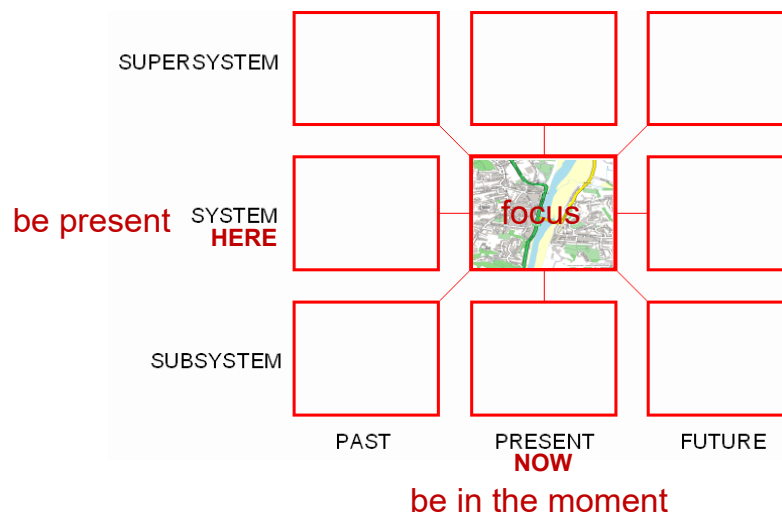 SUPERSYSTEM
be present
SYSTEM
HERE
focus
SUBSYSTEM
PAST
PRESENT
FUTURE
NOW
be in the moment